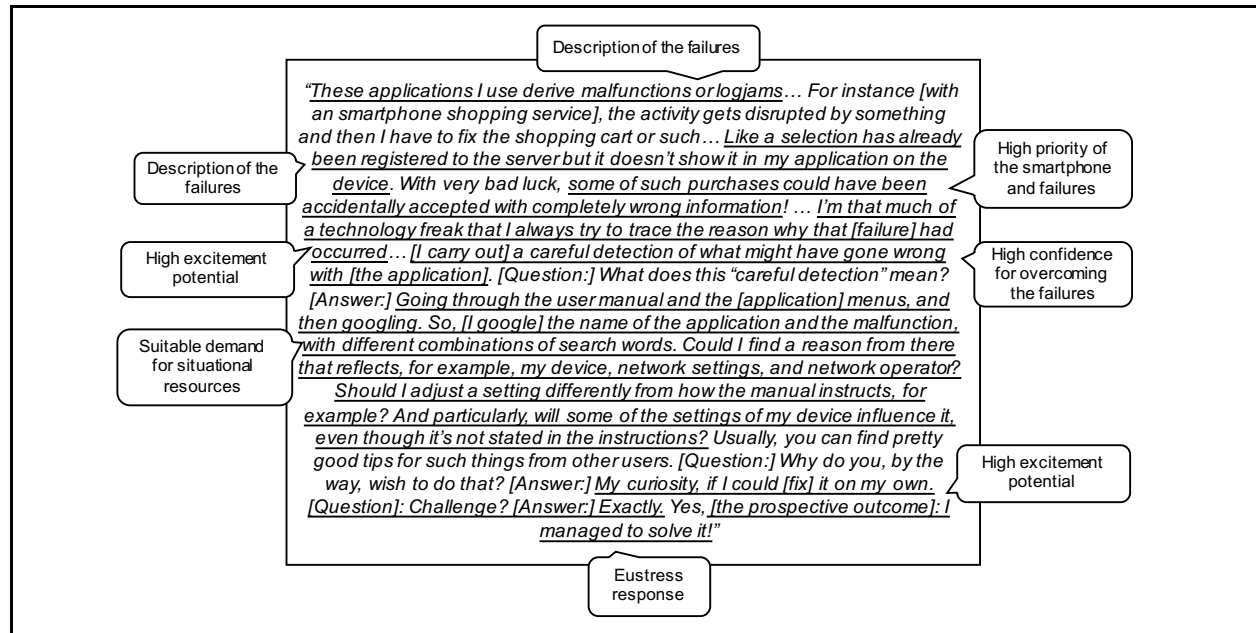 Description of the failures
“These applications I use derive malfunctions or logjams… For instance [with
an smartphone shopping service], the activity gets disrupted by something
and then I have to fix the shopping cart or such… Like a selection has already
been registered to the server but it doesn’t show it in my application on the
device. With very bad luck, some of such purchases could have been
accidentally accepted with completely wrong information! … I’m that much of
a technology freak that I always try to trace the reason why that [failure] had
occurred… [I carry out] a careful detection of what might have gone wrong
with [the application]. [Question:] What does this “careful detection” mean?
[Answer:] Going through the user manual and the [application] menus, and
then googling. So, [I google] the name of the application and the malfunction,
with different combinations of search words. Could I find a reason from there
that reflects, for example, my device, network settings, and network operator?
Should I adjust a setting differently from how the manual instructs, for
example? And particularly, will some of the settings of my device influence it,
even though it’s not stated in the instructions? Usually, you can find pretty
good tips for such things from other users. [Question:] Why do you, by the
way, wish to do that? [Answer:] My curiosity, if I could [fix] it on my own.
[Question]: Challenge? [Answer:] Exactly. Yes, [the prospective outcome]: I
managed to solve it!”
Description of the
failures
High excitement
potential
Suitable demand
for situational
resources
High priority of
the smartphone
and failures
High confidence
for overcoming
the failures
High excitement
potential
Eustress
response